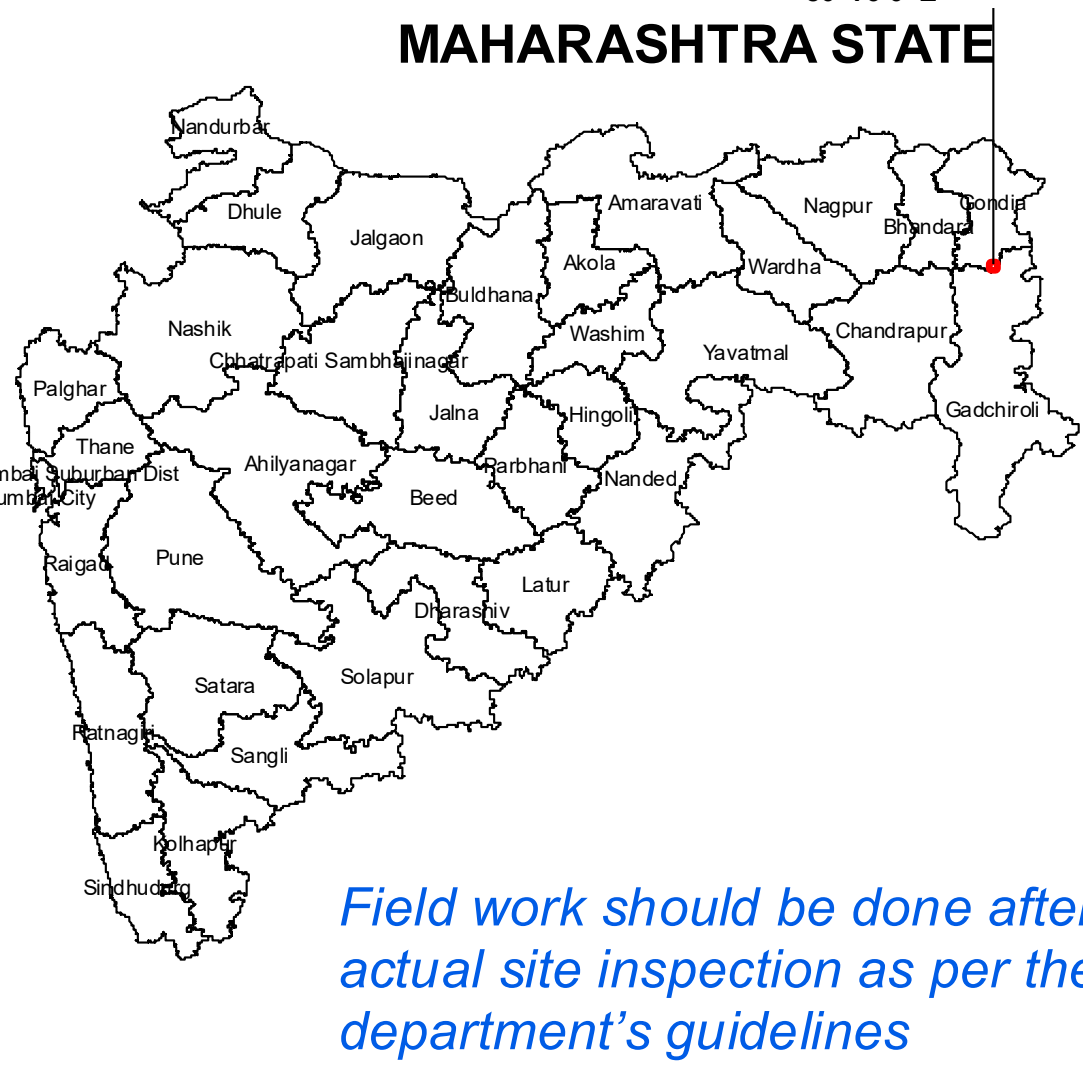 MAHARASHTRA STATE
Nandurbar
Dhule
Jalgaon
Amaravati
Nagpur
Gondia
Bhandara
Akola
Wardha
Buldhana
Nashik
Washim
Chandrapur
Chhatrapati Sambhajinagar
Yavatmal
Palghar
Jalna
Hingoli
Gadchiroli
Thane
Ahilyanagar
Parbhani
Suburban Dist
Nanded
City
Beed
Raigad
Pune
Latur
Dharashiv
Satara
Solapur
Ratnagiri
Sangli
Kolhapur
Sindhudurg
Field work should be done after
actual site inspection as per the
department’s guidelines